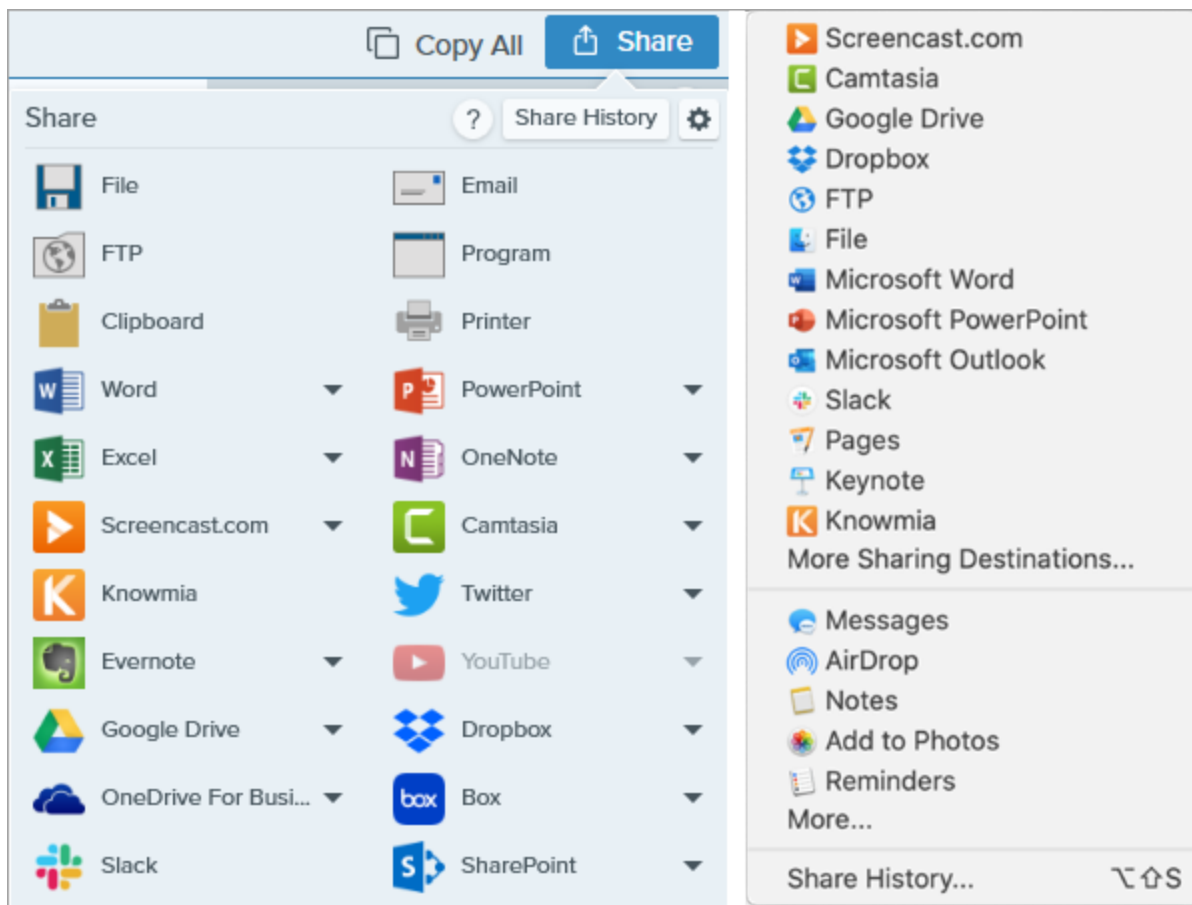 Copy All Share
Share ? Share History
File Email
FTP Program
Clipboard Printer
Word PowerPoint
Excel OneNote
Screencast.com Camtasia
Knowmia Twitter
Evernote YouTube
Google Drive Dropbox
OneDrive For Busi... box Box
Slack SharePoint
Screencast.com
Camtasia
Google Drive
Dropbox
FTP
File
Microsoft Word
Microsoft PowerPoint
Microsoft Outlook
Slack
Pages
Keynote
Knowmia
More Sharing Destinations...
Messages
AirDrop
Notes
Add to Photos
Reminders
More...
Share History... ⌥⇧S